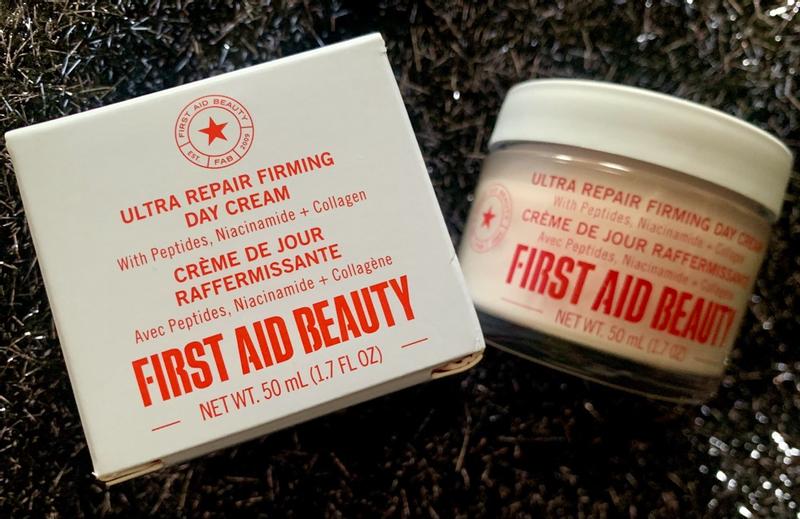 FIRST AID BEAUTY
EST. FAB 2009
ULTRA REPAIR FIRMING
DAY CREAM
With Peptides, Niacinamide + Collagen
CRÈME DE JOUR
RAFFERMISSANTE
Avec Peptides, Niacinamide + Collagène
FIRST AID BEAUTY
NET WT. 50 mL (1.7 FL OZ)
ULTRA REPAIR FIRMING DAY CREAM
With Peptides, Niacinamide + Collagen
CRÈME DE JOUR RAFFERMISSANTE
Avec Peptides, Niacinamide +
FIRST AID BEAUTY
NET WT. 50 mL (1.7 OZ)